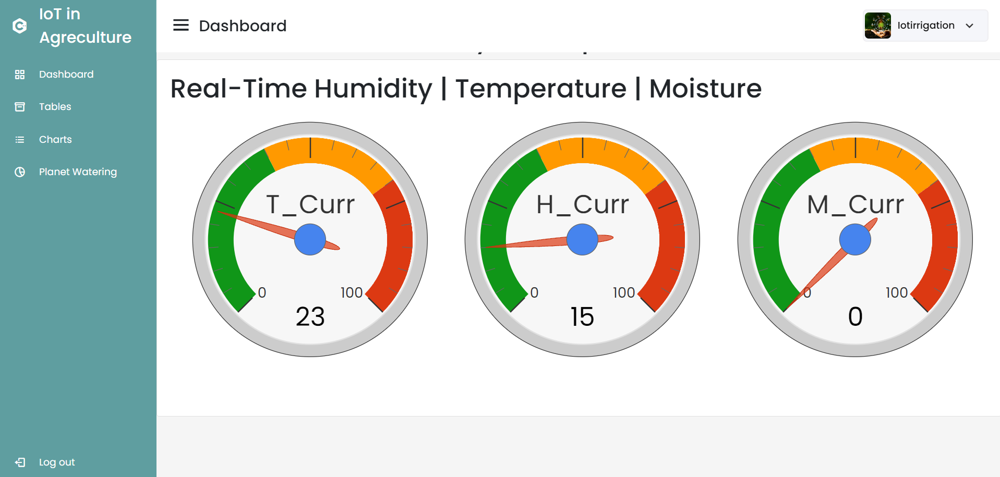 IoT in
Agreculture
Dashboard
Tables
Charts
Planet Watering
Log out
Dashboard
Iotirrigation
Real-Time Humidity | Temperature | Moisture
T_Curr
0
100
23
H_Curr
0
100
15
M_Curr
0
100
0